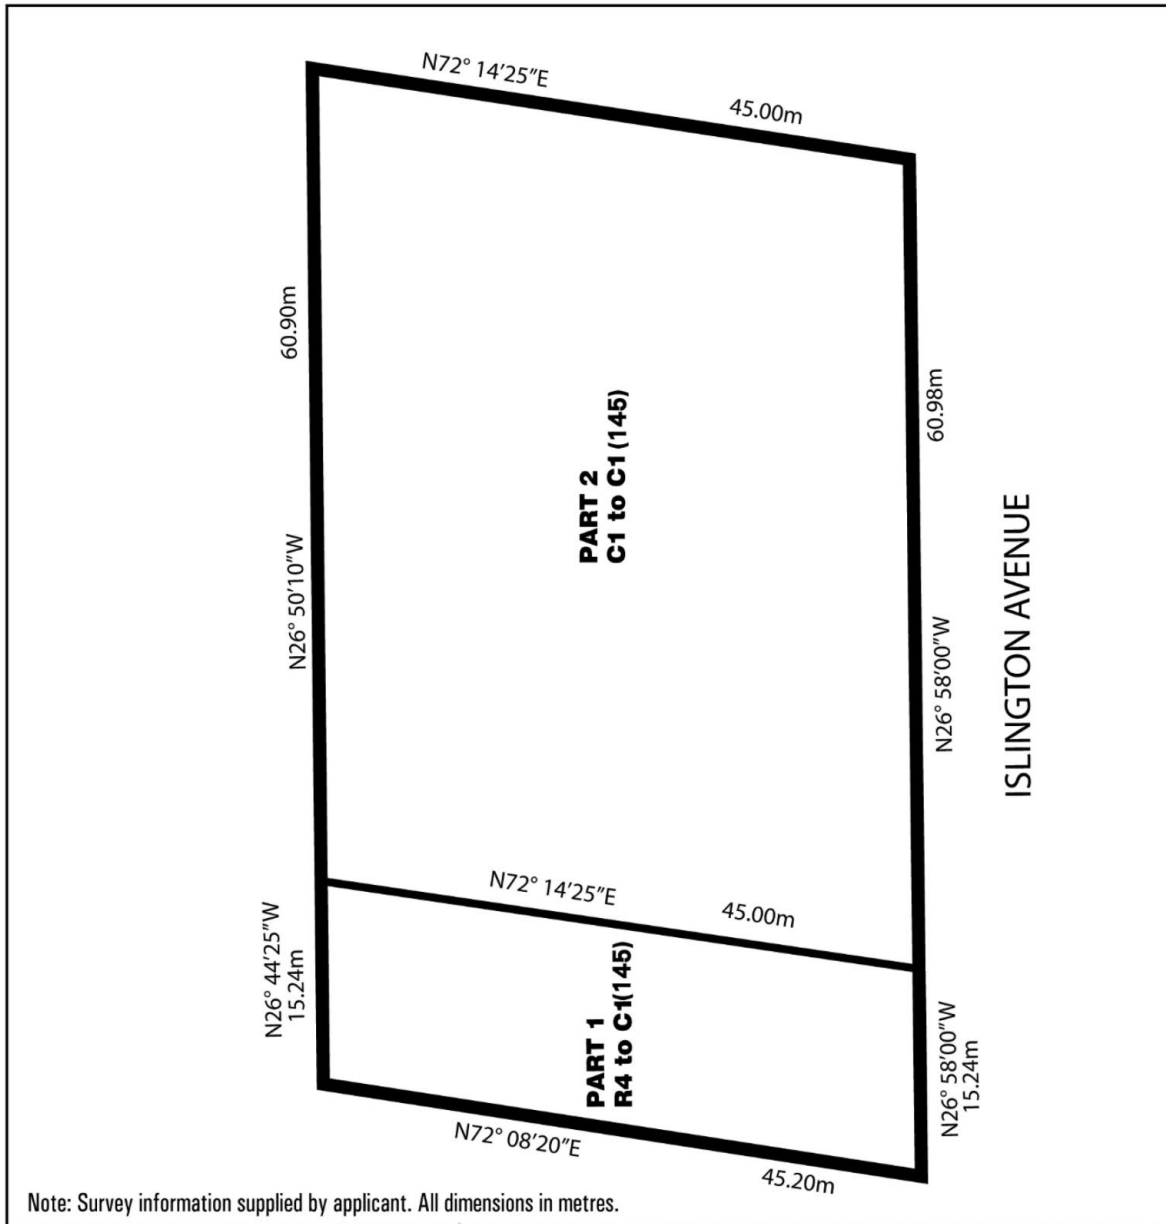 N72° 14'25"E
45.00m
60.90m
N26° 50'10"W
PART 2
C1 to C1 (145)
60.98m
N26° 58'00"W
ISLINGTON AVENUE
N72° 14'25"E
45.00m
N26° 44'25"W
15.24m
PART 1
R4 to C1(145)
N26° 58'00"W
15.24m
N72° 08'20"E
45.20m
Note: Survey information supplied by applicant. All dimensions in metres.